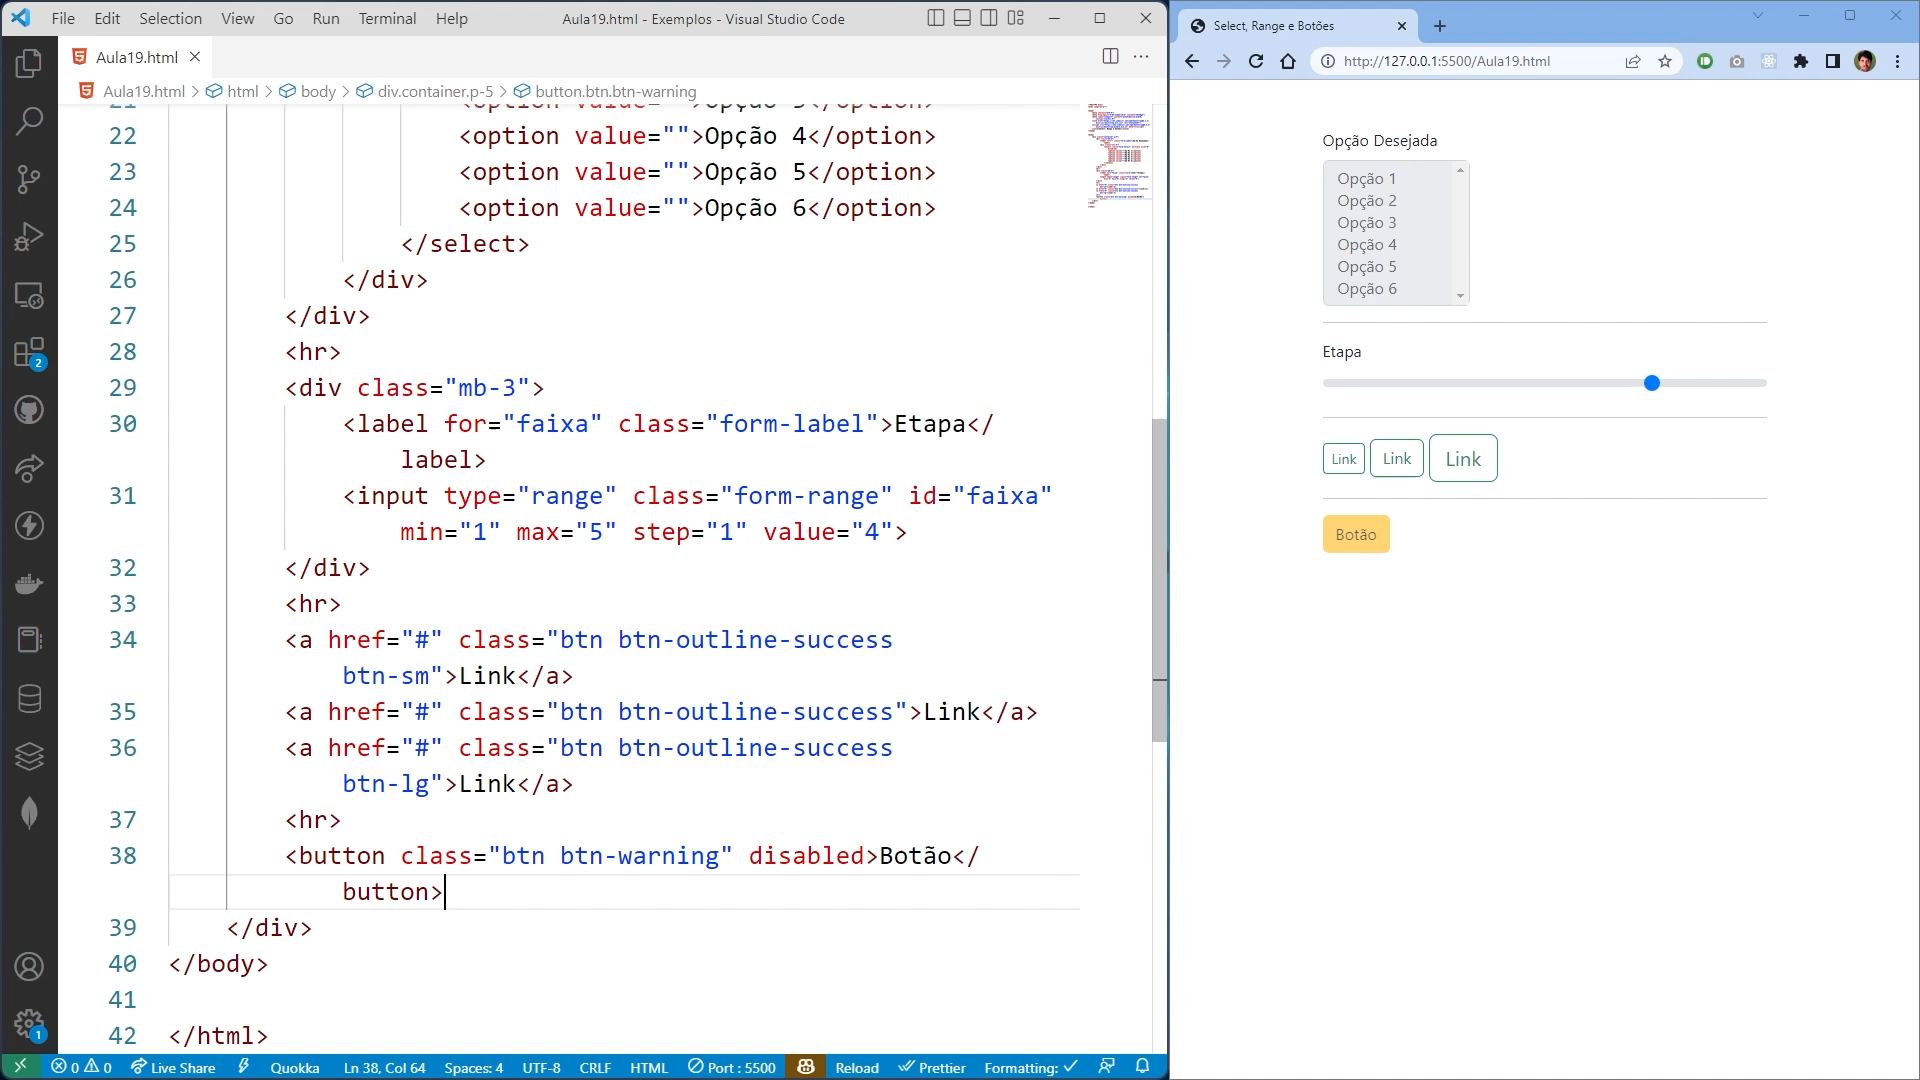 File Edit Selection View Go Run Terminal Help
Aula19.html - Exemplos - Visual Studio Code
Aula19.html
Aula19.html > html > body > div.container.p-5 > button.btn.btn-warning
22 <option value="">Opção 4</option>
23 <option value="">Opção 5</option>
24 <option value="">Opção 6</option>
25 </select>
26 </div>
27 </div>
28 <hr>
29 <div class="mb-3">
30 <label for="faixa" class="form-label">Etapa</
label>
31 <input type="range" class="form-range" id="faixa"
min="1" max="5" step="1" value="4">
32 </div>
33 <hr>
34 <a href="#" class="btn btn-outline-success
btn-sm">Link</a>
35 <a href="#" class="btn btn-outline-success">Link</a>
36 <a href="#" class="btn btn-outline-success
btn-lg">Link</a>
37 <hr>
38 <button class="btn btn-warning" disabled>Botão</
button>
39 </div>
40 </body>
41
42 </html>
2
1
0 0 Live Share Quokka Ln 38, Col 64 Spaces: 4 UTF-8 CRLF HTML Port : 5500 Reload Prettier Formatting:
Select, Range e Botões
http://127.0.0.1:5500/Aula19.html
Opção Desejada
Opção 1
Opção 2
Opção 3
Opção 4
Opção 5
Opção 6
Etapa
Link Link Link
Botão